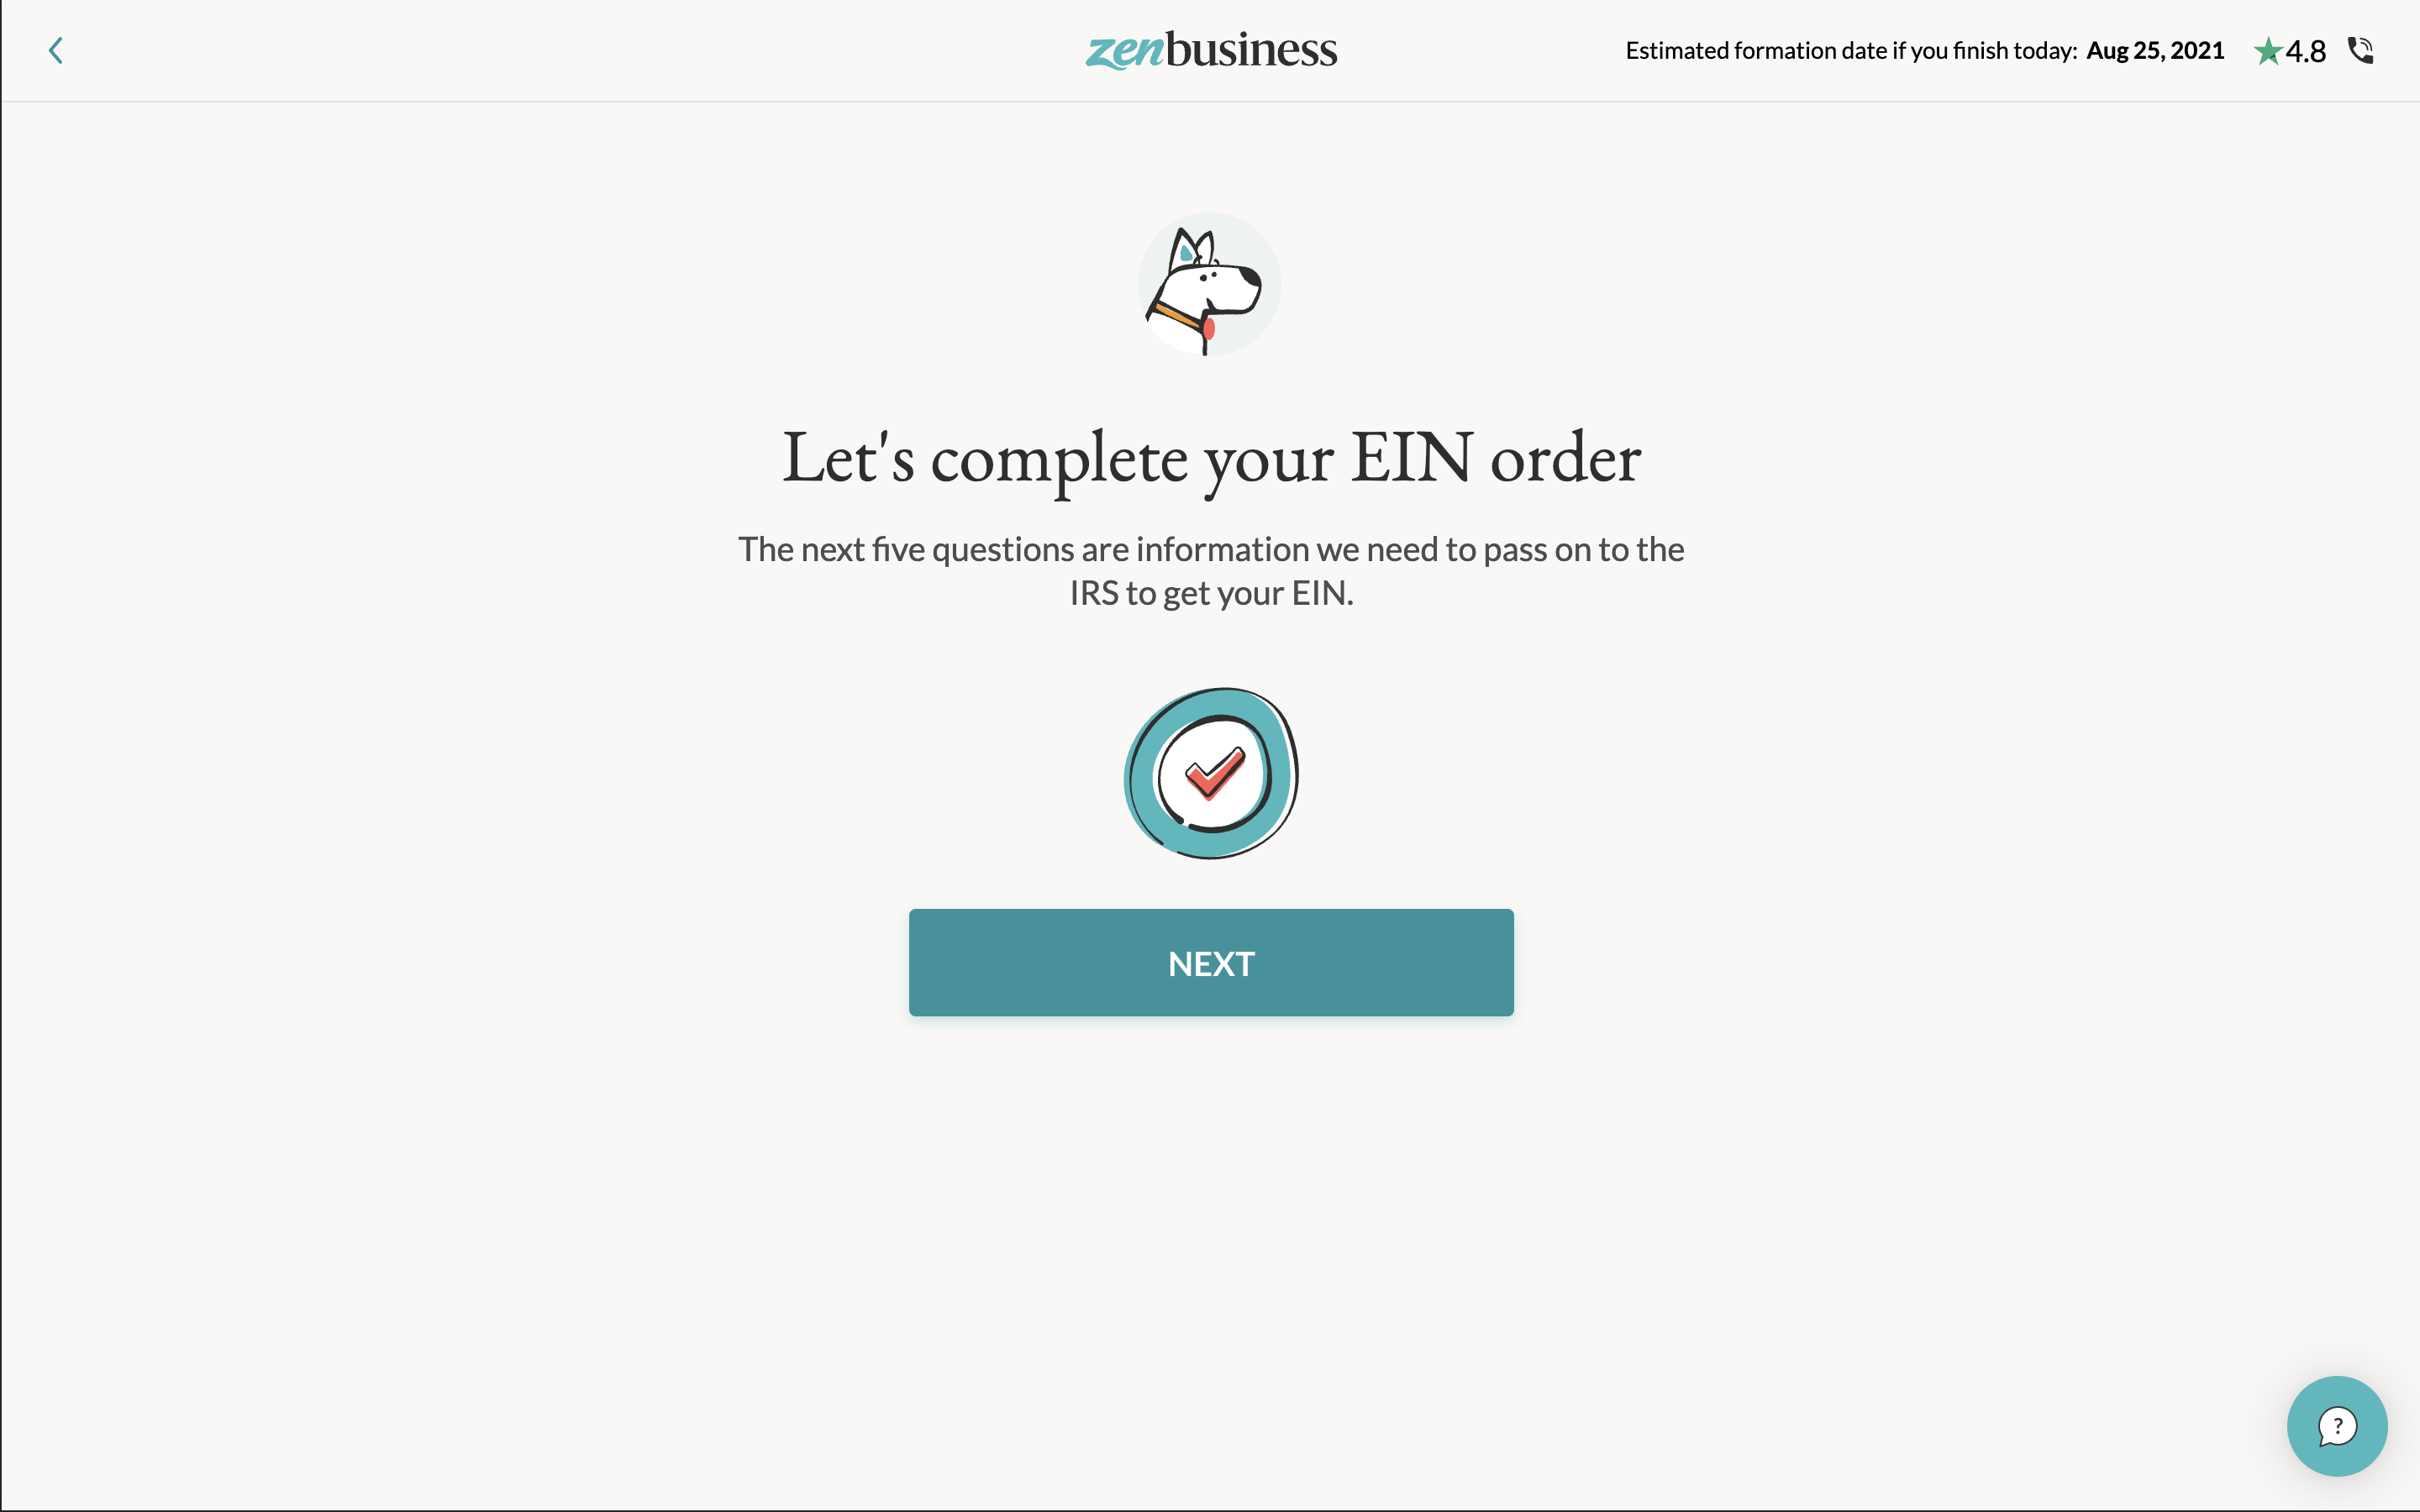 zenbusiness
Estimated formation date if you finish today: Aug 25, 2021
4.8
Let's complete your EIN order
The next five questions are information we need to pass on to the
IRS to get your EIN.
NEXT
?